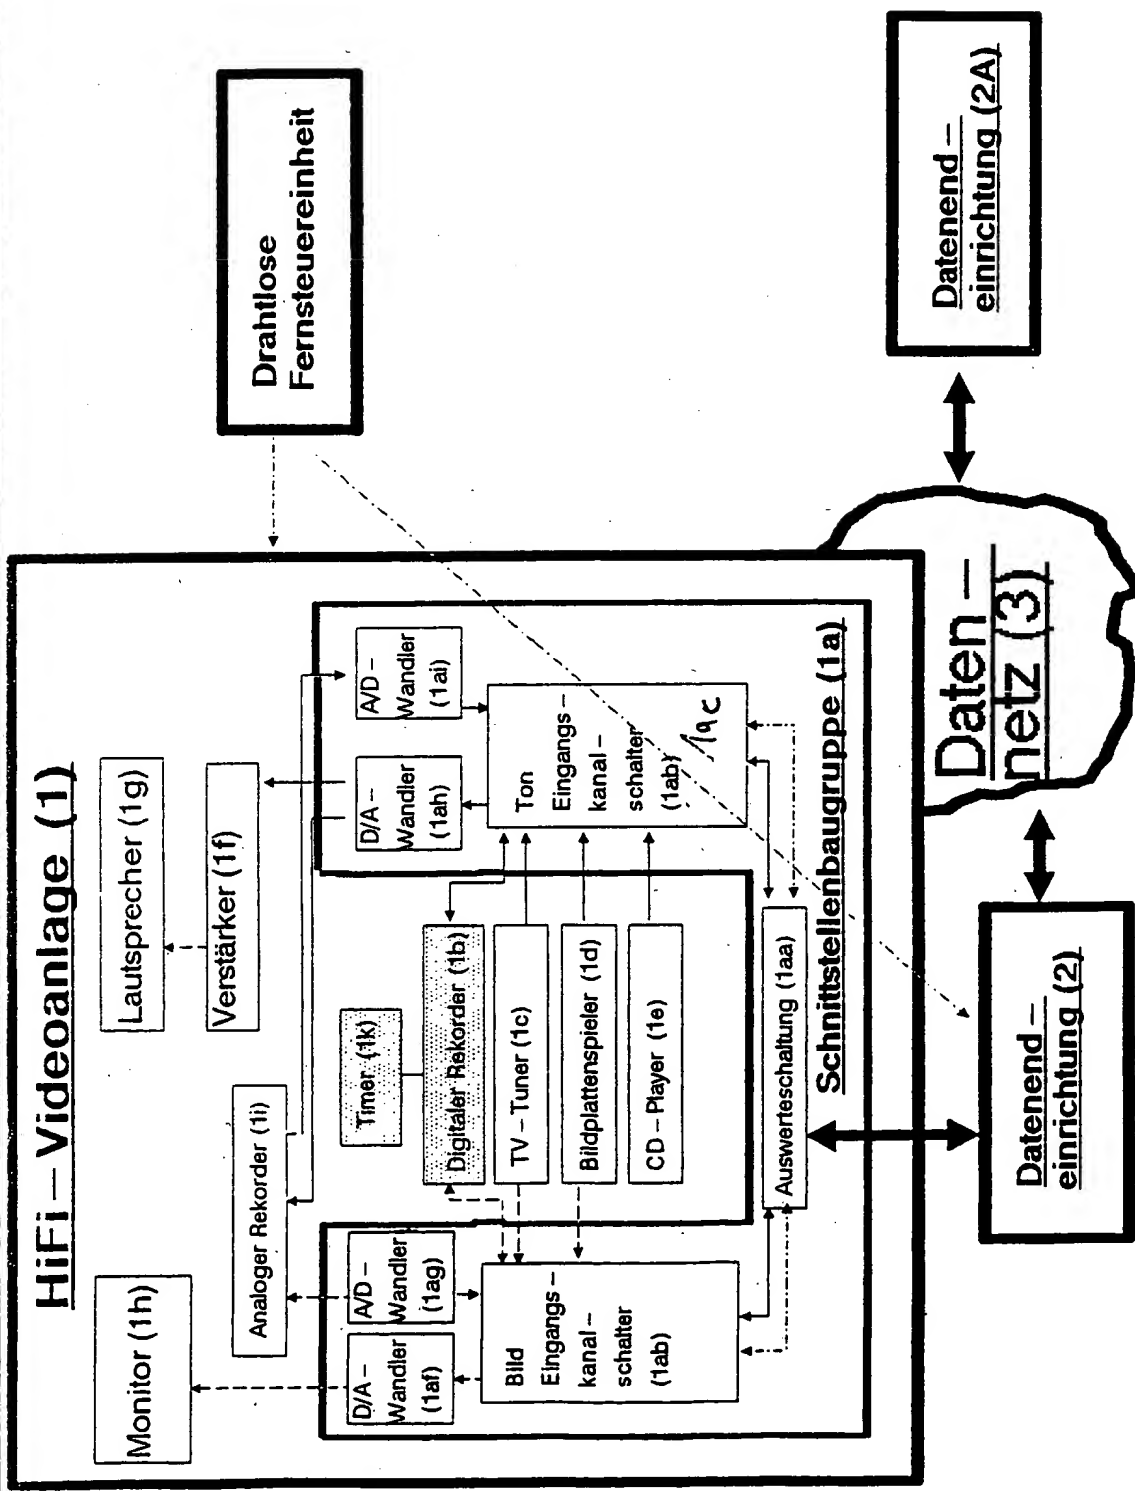 HiFi – Videoanlage (1)
Monitor (1h)
Analoger Rekorder (1i)
Lautsprecher (1g)
Verstärker (1f)
D/A –
Wandler
(1af)
A/D –
Wandler
(1ag)
Timer (1k)
D/A –
Wandler
(1ah)
A/D –
Wandler
(1ai)
Bild
Eingangs –
kanal –
schalter
(1ab)
Digitaler Rekorder (1b)
TV – Tuner (1c)
Bildplattenspieler (1d)
CD – Player (1e)
Ton
Eingangs –
kanal –
schalter
(1ab) 1ac
Auswerteschaltung (1aa)
Schnittstellenbaugruppe (1a)
Drahtlose
Fernsteuereinheit
Datenend –
einrichtung (2)
Daten –
netz (3)
Datenend –
einrichtung (2A)